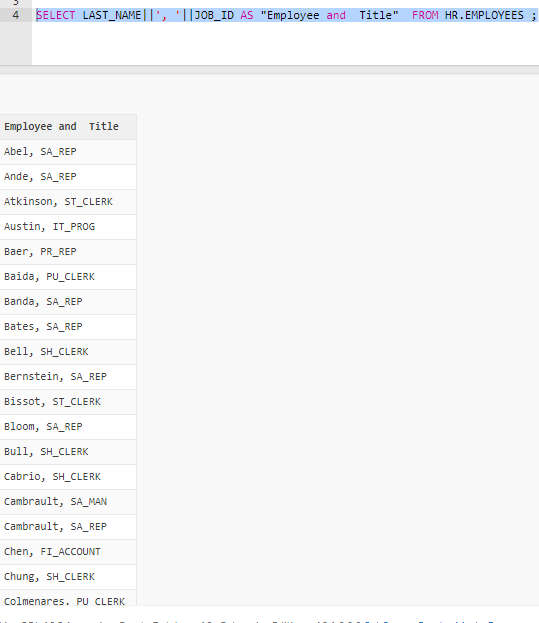 3
4 SELECT LAST_NAME||', '||JOB_ID AS "Employee and  Title"  FROM HR.EMPLOYEES ;
Employee and  Title
Abel, SA_REP
Ande, SA_REP
Atkinson, ST_CLERK
Austin, IT_PROG
Baer, PR_REP
Baida, PU_CLERK
Banda, SA_REP
Bates, SA_REP
Bell, SH_CLERK
Bernstein, SA_REP
Bissot, ST_CLERK
Bloom, SA_REP
Bull, SH_CLERK
Cabrio, SH_CLERK
Cambrault, SA_MAN
Cambrault, SA_REP
Chen, FI_ACCOUNT
Chung, SH_CLERK
Colmenares, PU_CLERK